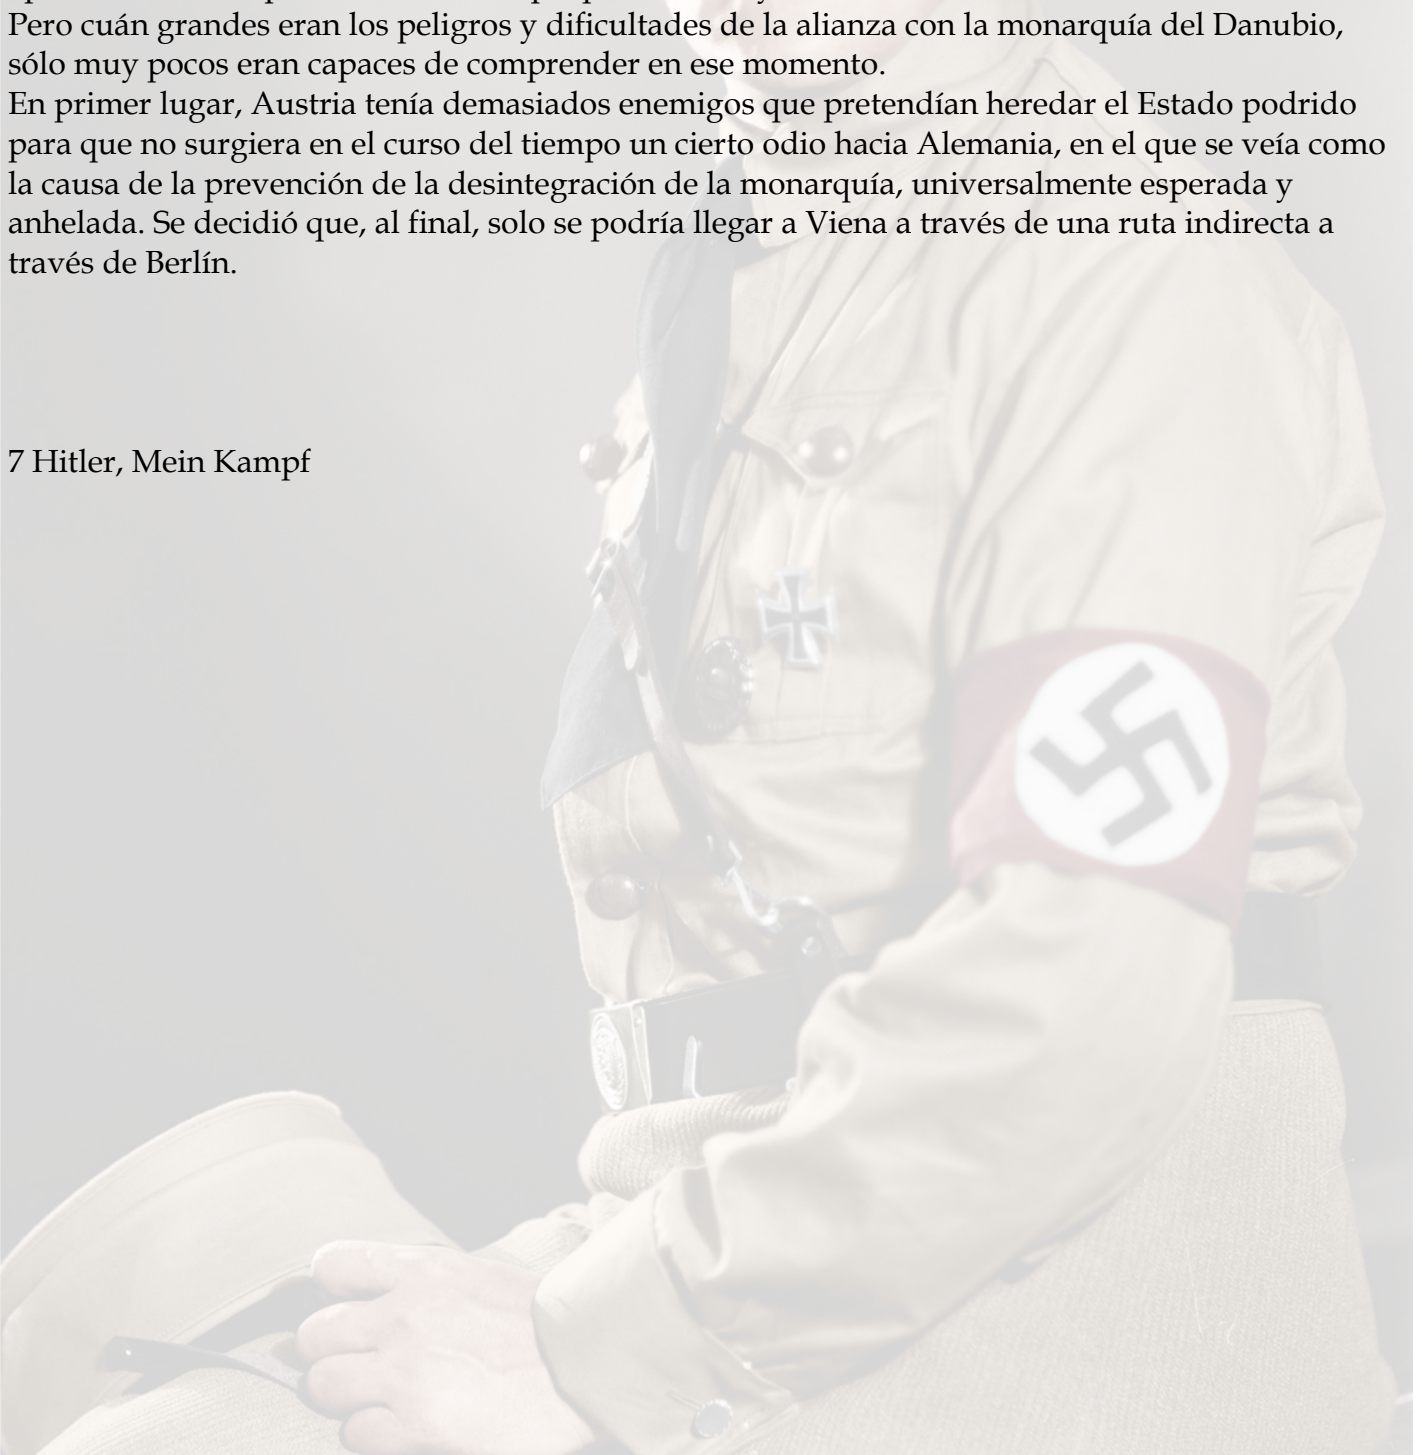 Pero cuán grandes eran los peligros y dificultades de la alianza con la monarquía del Danubio,
sólo muy pocos eran capaces de comprender en ese momento.
En primer lugar, Austria tenía demasiados enemigos que pretendían heredar el Estado podrido
para que no surgiera en el curso del tiempo un cierto odio hacia Alemania, en el que se veía como
la causa de la prevención de la desintegración de la monarquía, universalmente esperada y
anhelada. Se decidió que, al final, solo se podría llegar a Viena a través de una ruta indirecta a
través de Berlín.
7 Hitler, Mein Kampf